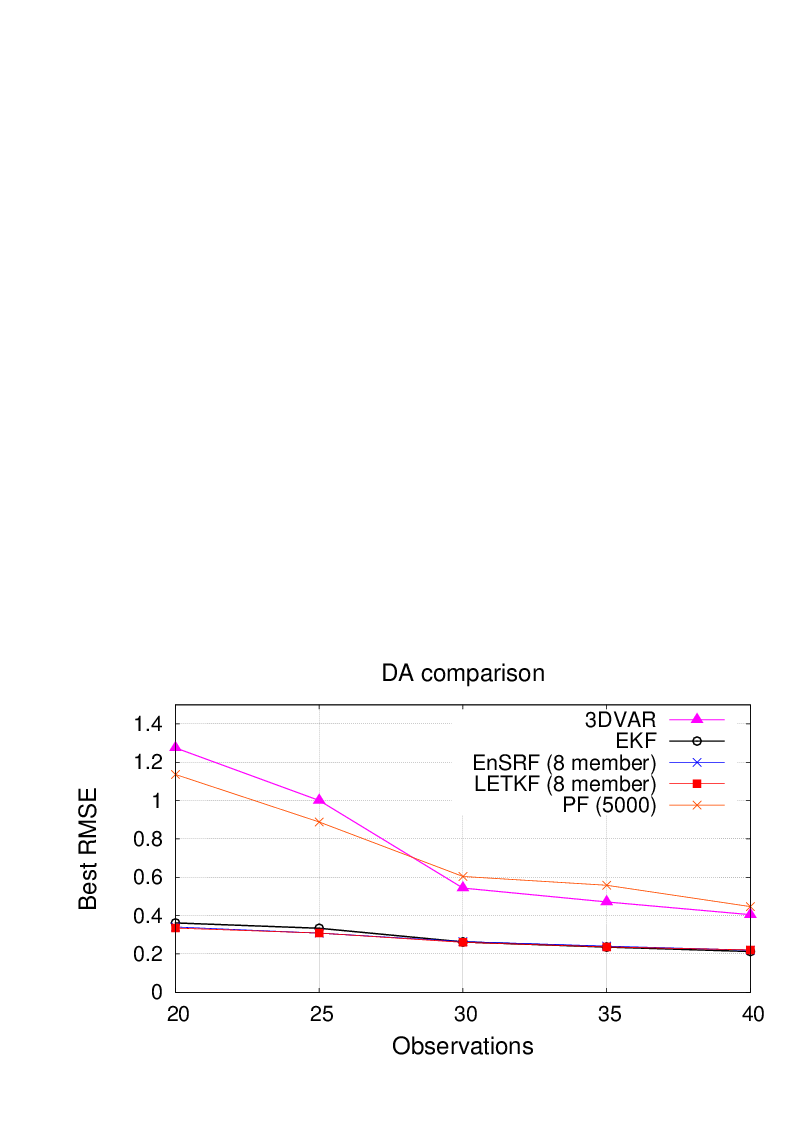 DA comparison
3DVAR
EKF
EnSRF (8 member)
LETKF (8 member)
PF (5000)
1.4
1.2
1
0.8
0.6
0.4
0.2
0
Best RMSE
20 25 30 35 40
Observations